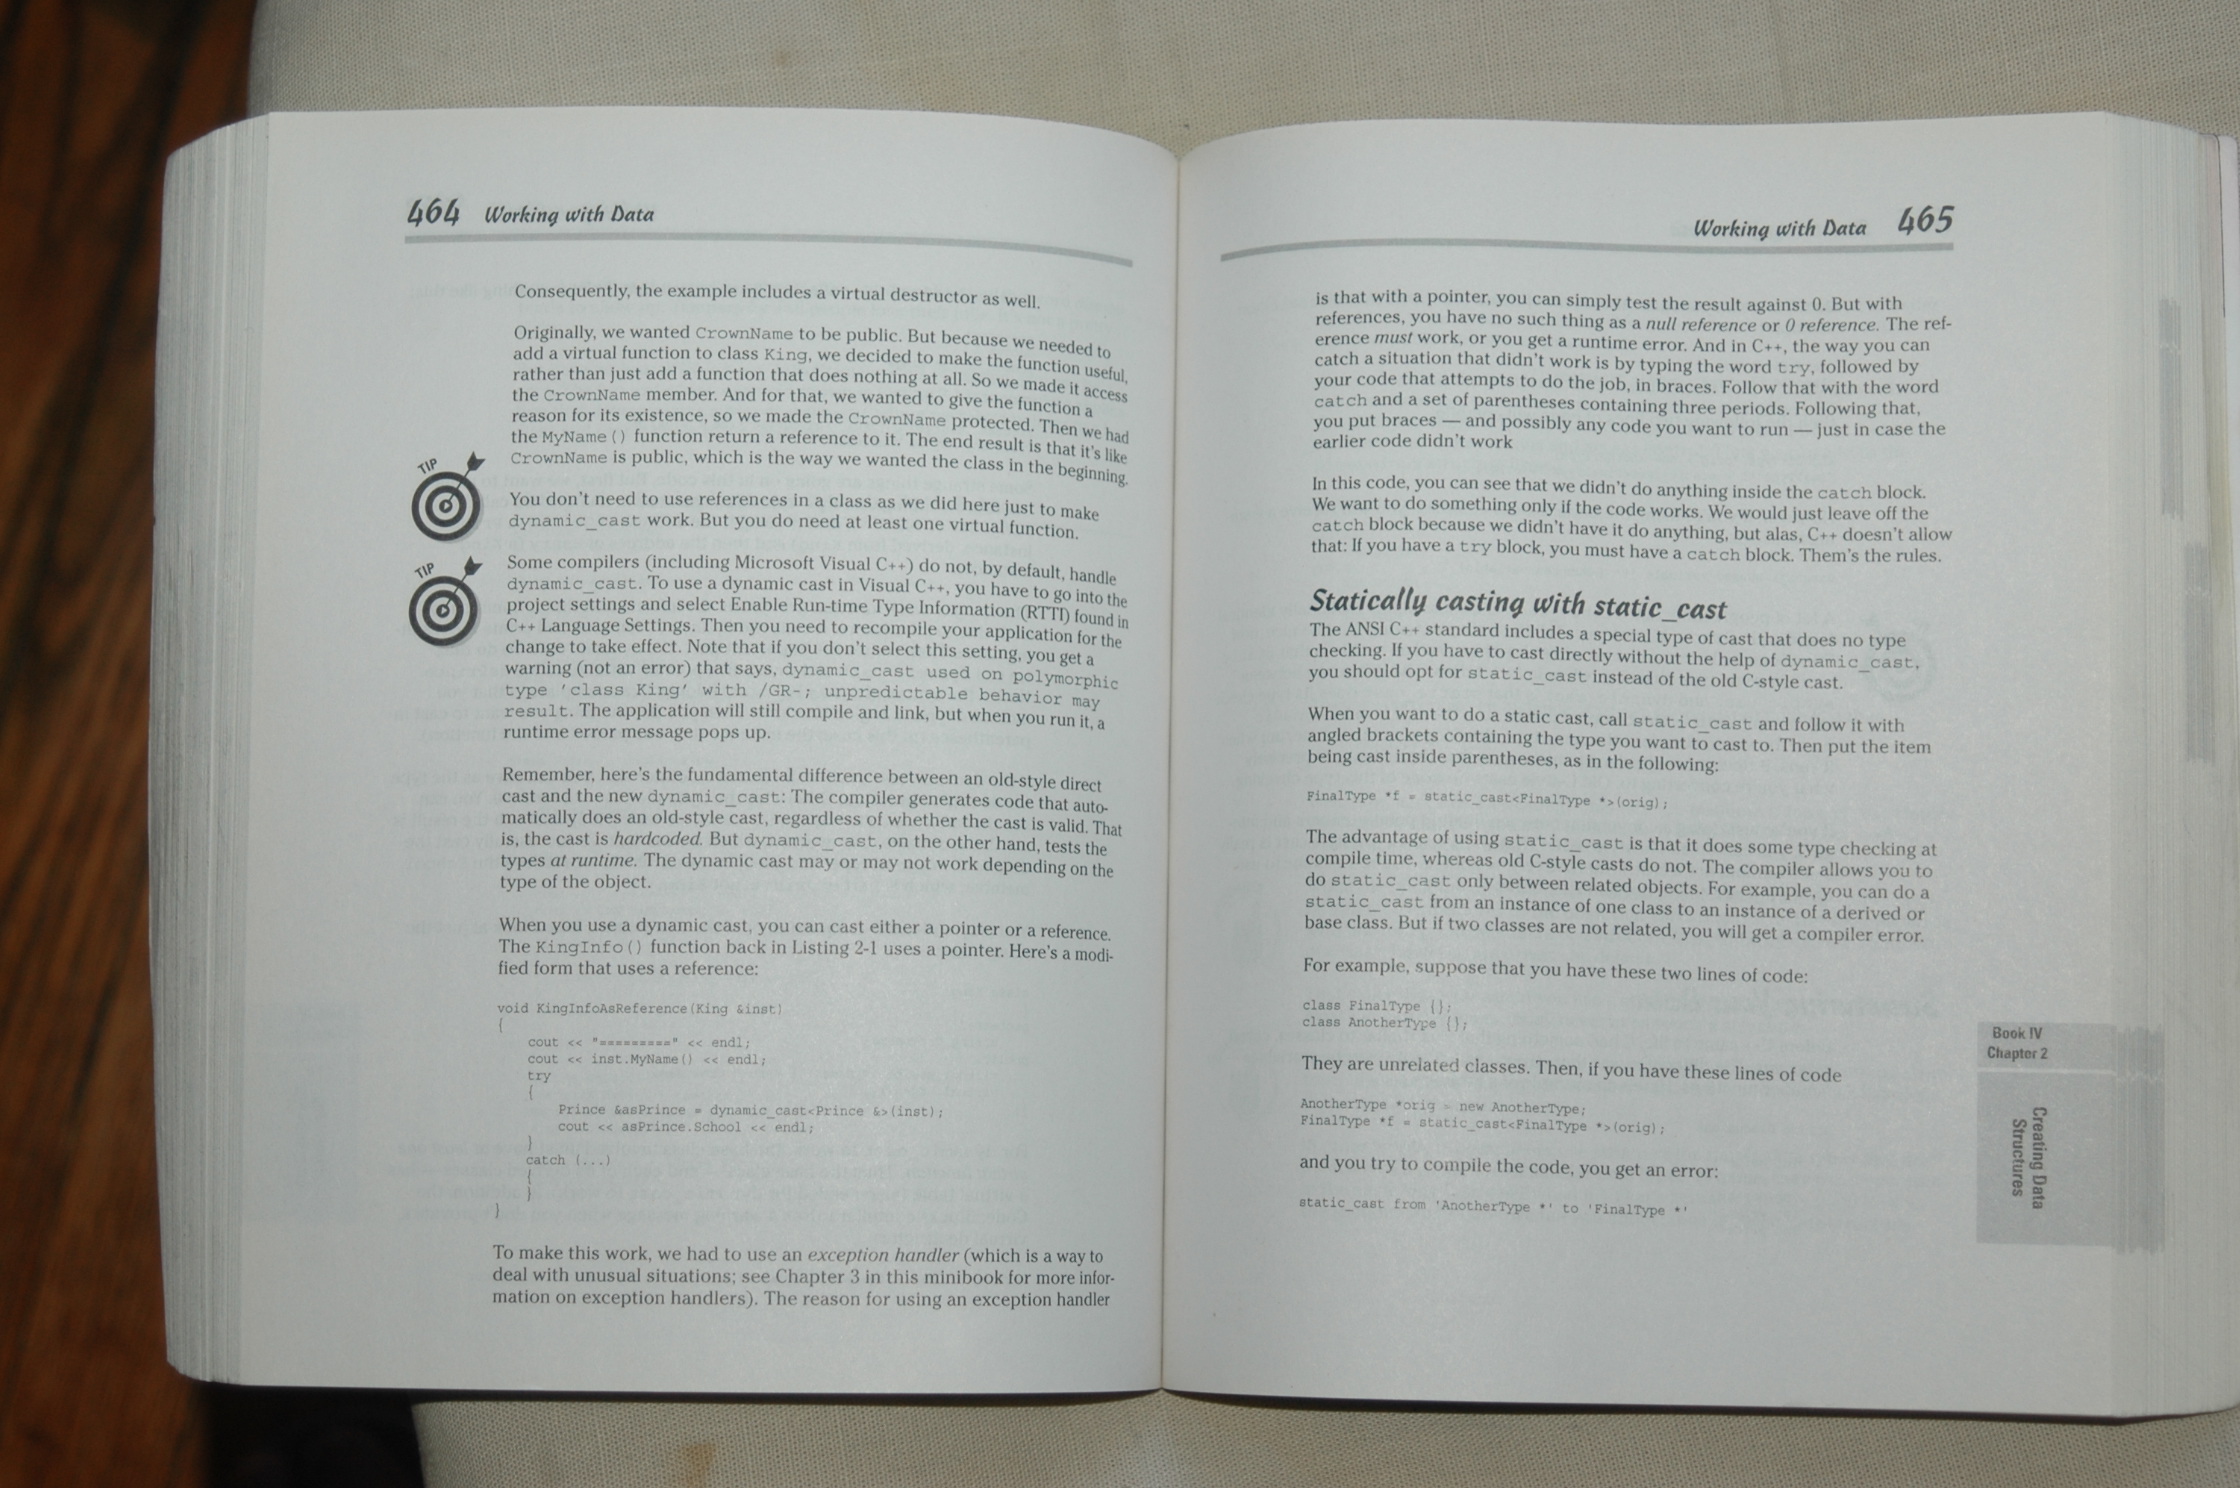 464 Working with Data
Consequently, the example includes a virtual destructor as well.
Originally, we wanted CrownName to be public. But because we needed to
add a virtual function to class King, we decided to make the function useful,
rather than just add a function that does nothing at all. So we made it access
the CrownName member. And for that, we wanted to give the function a
reason for its existence, so we made the CrownName protected. Then we had
the MyName() function return a reference to it. The end result is that it's like
CrownName is public, which is the way we wanted the class in the beginning.
TIP
You don't need to use references in a class as we did here just to make
dynamic_cast work. But you do need at least one virtual function.
TIP
Some compilers (including Microsoft Visual C++) do not, by default, handle
dynamic_cast. To use a dynamic cast in Visual C++, you have to go into the
project settings and select Enable Run-time Type Information (RTTI) found in
C++ Language Settings. Then you need to recompile your application for the
change to take effect. Note that if you don't select this setting, you get a
warning (not an error) that says, dynamic_cast used on polymorphic
type 'class King' with /GR-; unpredictable behavior may
result. The application will still compile and link, but when you run it, a
runtime error message pops up.
Remember, here's the fundamental difference between an old-style direct
cast and the new dynamic_cast: The compiler generates code that auto-
matically does an old-style cast, regardless of whether the cast is valid. That
is, the cast is hardcoded. But dynamic_cast, on the other hand, tests the
types at runtime. The dynamic cast may or may not work depending on the
type of the object.
When you use a dynamic cast, you can cast either a pointer or a reference.
The KingInfo() function back in Listing 2-1 uses a pointer. Here's a modi-
fied form that uses a reference:
void KingInfoAsReference(King &inst)
{
cout << "=========" << endl;
cout << inst.MyName() << endl;
try
{
Prince &asPrince = dynamic_cast<Prince &>(inst);
cout << asPrince.School << endl;
}
catch (...)
{
}
}
To make this work, we had to use an exception handler (which is a way to
deal with unusual situations; see Chapter 3 in this minibook for more infor-
mation on exception handlers). The reason for using an exception handler
Working with Data 465
is that with a pointer, you can simply test the result against 0. But with
references, you have no such thing as a null reference or 0 reference. The ref-
erence must work, or you get a runtime error. And in C++, the way you can
catch a situation that didn't work is by typing the word try, followed by
your code that attempts to do the job, in braces. Follow that with the word
catch and a set of parentheses containing three periods. Following that,
you put braces — and possibly any code you want to run — just in case the
earlier code didn't work
In this code, you can see that we didn't do anything inside the catch block.
We want to do something only if the code works. We would just leave off the
catch block because we didn't have it do anything, but alas, C++ doesn't allow
that: If you have a try block, you must have a catch block. Them's the rules.
Statically casting with static_cast
The ANSI C++ standard includes a special type of cast that does no type
checking. If you have to cast directly without the help of dynamic_cast,
you should opt for static_cast instead of the old C-style cast.
When you want to do a static cast, call static_cast and follow it with
angled brackets containing the type you want to cast to. Then put the item
being cast inside parentheses, as in the following:
FinalType *f = static_cast<FinalType *>(orig);
The advantage of using static_cast is that it does some type checking at
compile time, whereas old C-style casts do not. The compiler allows you to
do static_cast only between related objects. For example, you can do a
static_cast from an instance of one class to an instance of a derived or
base class. But if two classes are not related, you will get a compiler error.
For example, suppose that you have these two lines of code:
class FinalType {};
class AnotherType {};
They are unrelated classes. Then, if you have these lines of code
AnotherType *orig = new AnotherType;
FinalType *f = static_cast<FinalType *>(orig);
and you try to compile the code, you get an error:
static_cast from 'AnotherType *' to 'FinalType *'
Book IV
Chapter 2
Creating Data
Structures